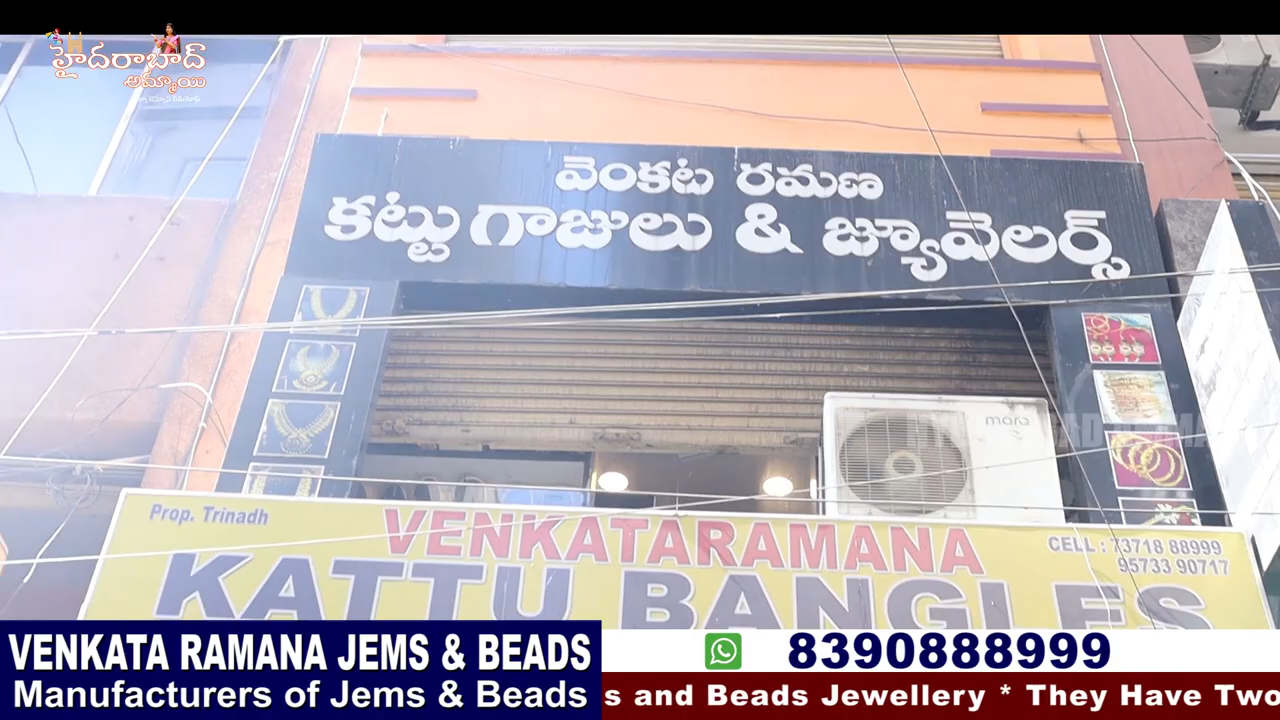 హైదరాబాద్
అమ్మాయి
వెంకట రమణ
కట్టు గాజులు & జ్యూవెలర్స్
mara
Prop. Trinadh
VENKATARAMANA
CELL : 73718 88999
95733 90717
KATTU BANGLES
VENKATA RAMANA JEMS & BEADS
8390888999
Manufacturers of Jems & Beads
s and Beads Jewellery * They Have Two